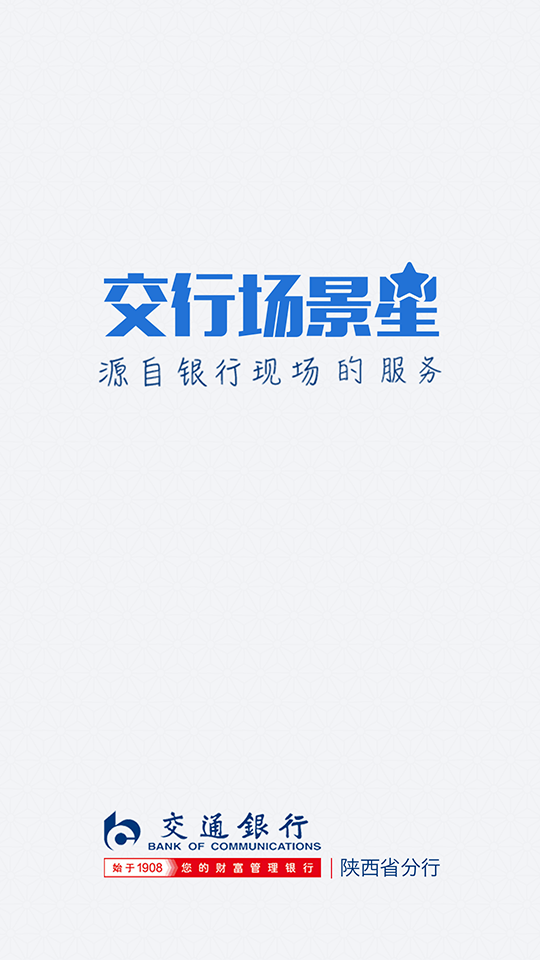 交行场景星
源自银行现场的服务
交通銀行
BANK OF COMMUNICATIONS
始于1908 您的财富管理银行 陕西省分行